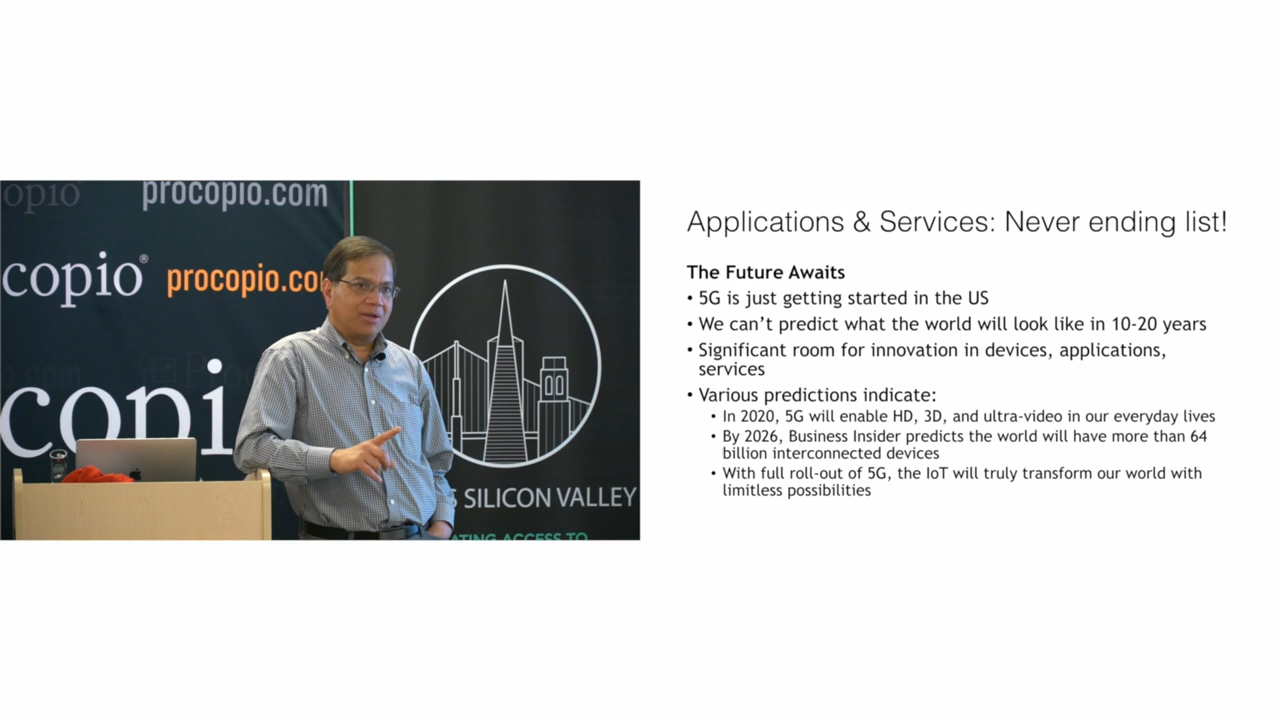 opio
procopio.com
copio®
procopio.co
copi
S SILICON VALLEY
ATING ACCESS TO
Applications & Services: Never ending list!
The Future Awaits
• 5G is just getting started in the US
• We can’t predict what the world will look like in 10-20 years
• Significant room for innovation in devices, applications,
services
• Various predictions indicate:
• In 2020, 5G will enable HD, 3D, and ultra-video in our everyday lives
• By 2026, Business Insider predicts the world will have more than 64
billion interconnected devices
• With full roll-out of 5G, the IoT will truly transform our world with
limitless possibilities